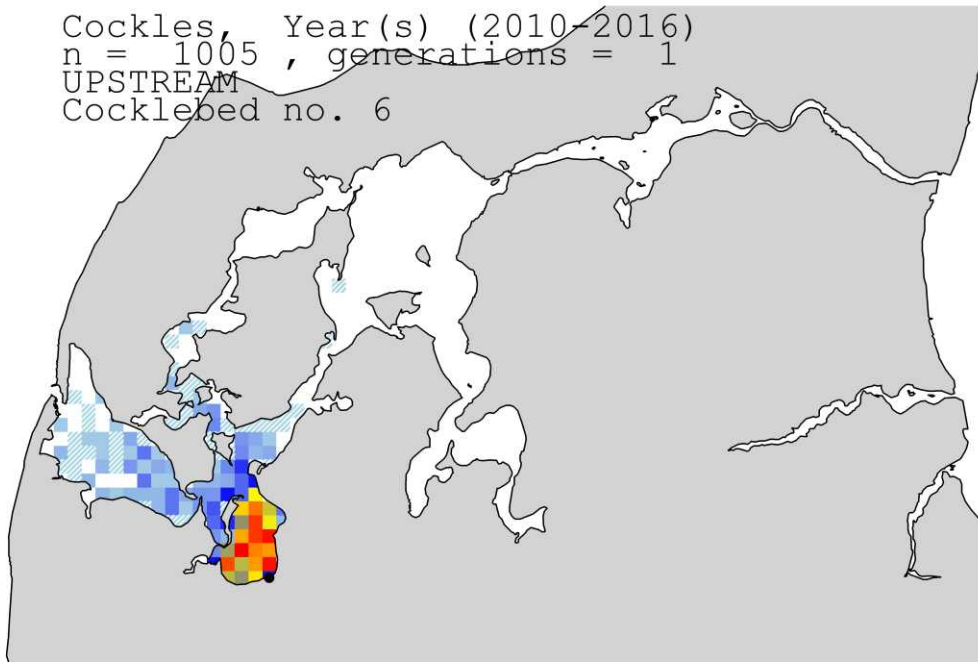 Cockles,  Year(s) (2010-2016)
n =  1005 , generations =  1
UPSTREAM
Cocklebed no. 6